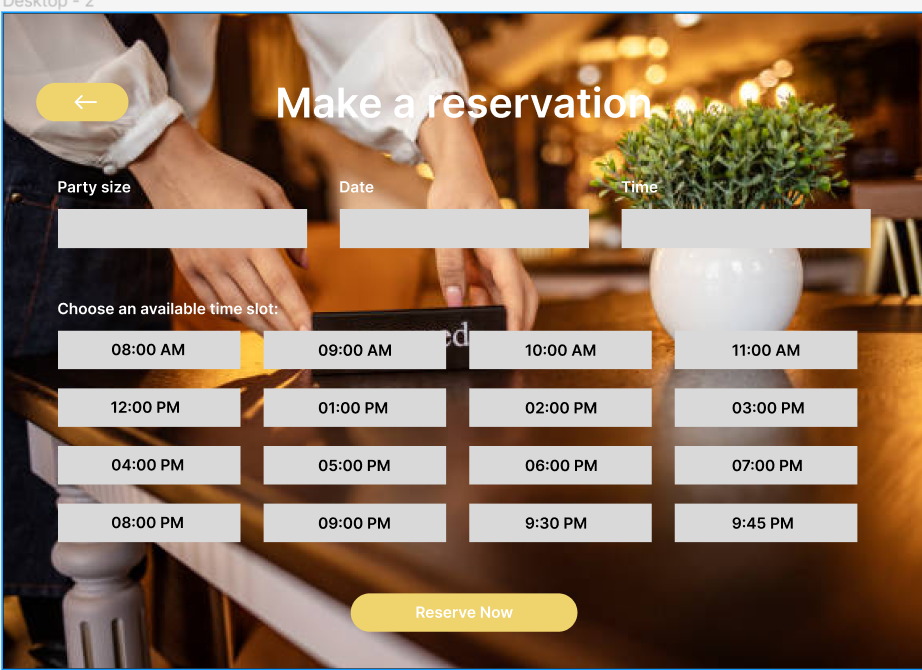 Desktop - 2
Make a reservation
Party size Date Time
Choose an available time slot:
08:00 AM 09:00 AM 10:00 AM 11:00 AM
12:00 PM 01:00 PM 02:00 PM 03:00 PM
04:00 PM 05:00 PM 06:00 PM 07:00 PM
08:00 PM 09:00 PM 9:30 PM 9:45 PM
Reserve Now